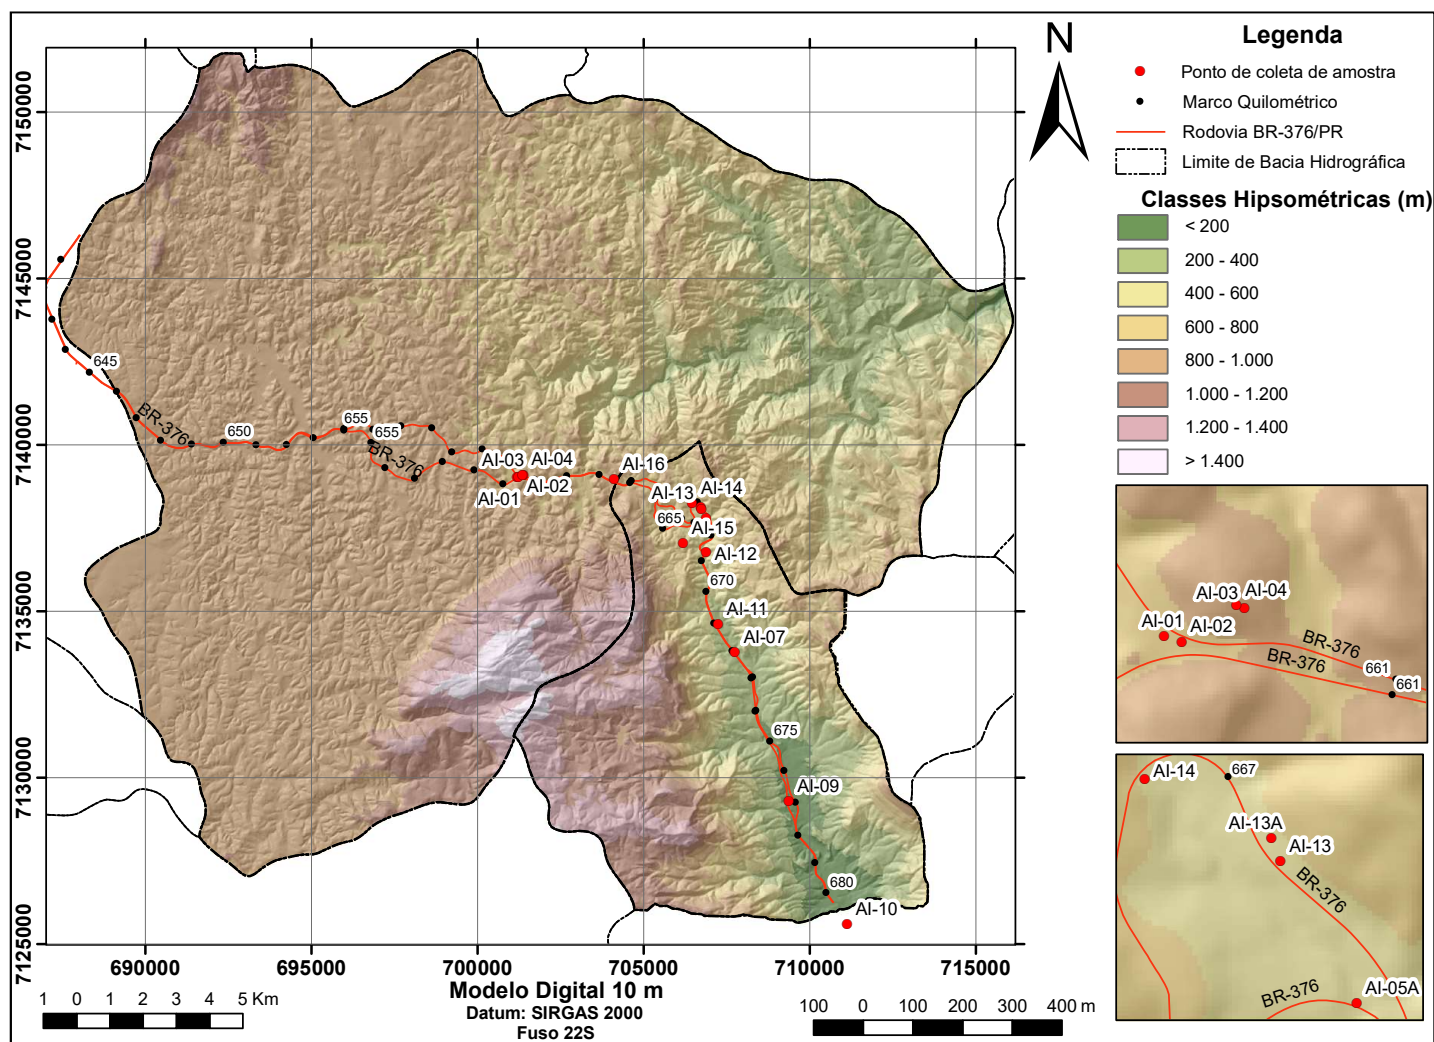 N
Legenda
Ponto de coleta de amostra
Marco Quilométrico
Rodovia BR-376/PR
Limite de Bacia Hidrográfica
Classes Hipsométricas (m)
< 200
200 - 400
400 - 600
600 - 800
800 - 1.000
1.000 - 1.200
1.200 - 1.400
> 1.400
7150000
7145000
7140000
7135000
7130000
7125000
690000
695000
700000
705000
710000
715000
645
BR-376
650
655
655
BR-376
AI-03
AI-04
AI-01
AI-02
AI-16
AI-13
AI-14
665
AI-15
AI-12
670
AI-11
AI-07
675
AI-09
680
AI-10
AI-03
AI-04
AI-01
AI-02
BR-376
BR-376
661
661
AI-14
667
AI-13A
AI-13
BR-376
BR-376
AI-05A
1 0 1 2 3 4 5 Km
Modelo Digital 10 m
Datum: SIRGAS 2000
Fuso 22S
100 0 100 200 300 400 m